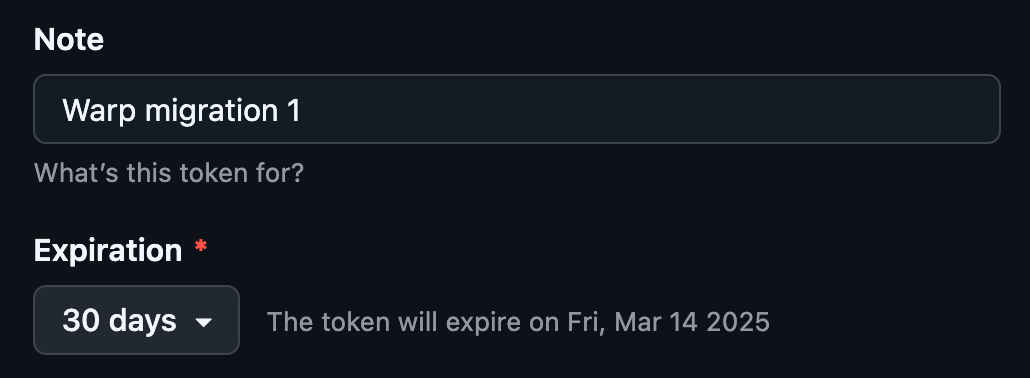 Note
Warp migration 1
What's this token for?
Expiration *
30 days
The token will expire on Fri, Mar 14 2025